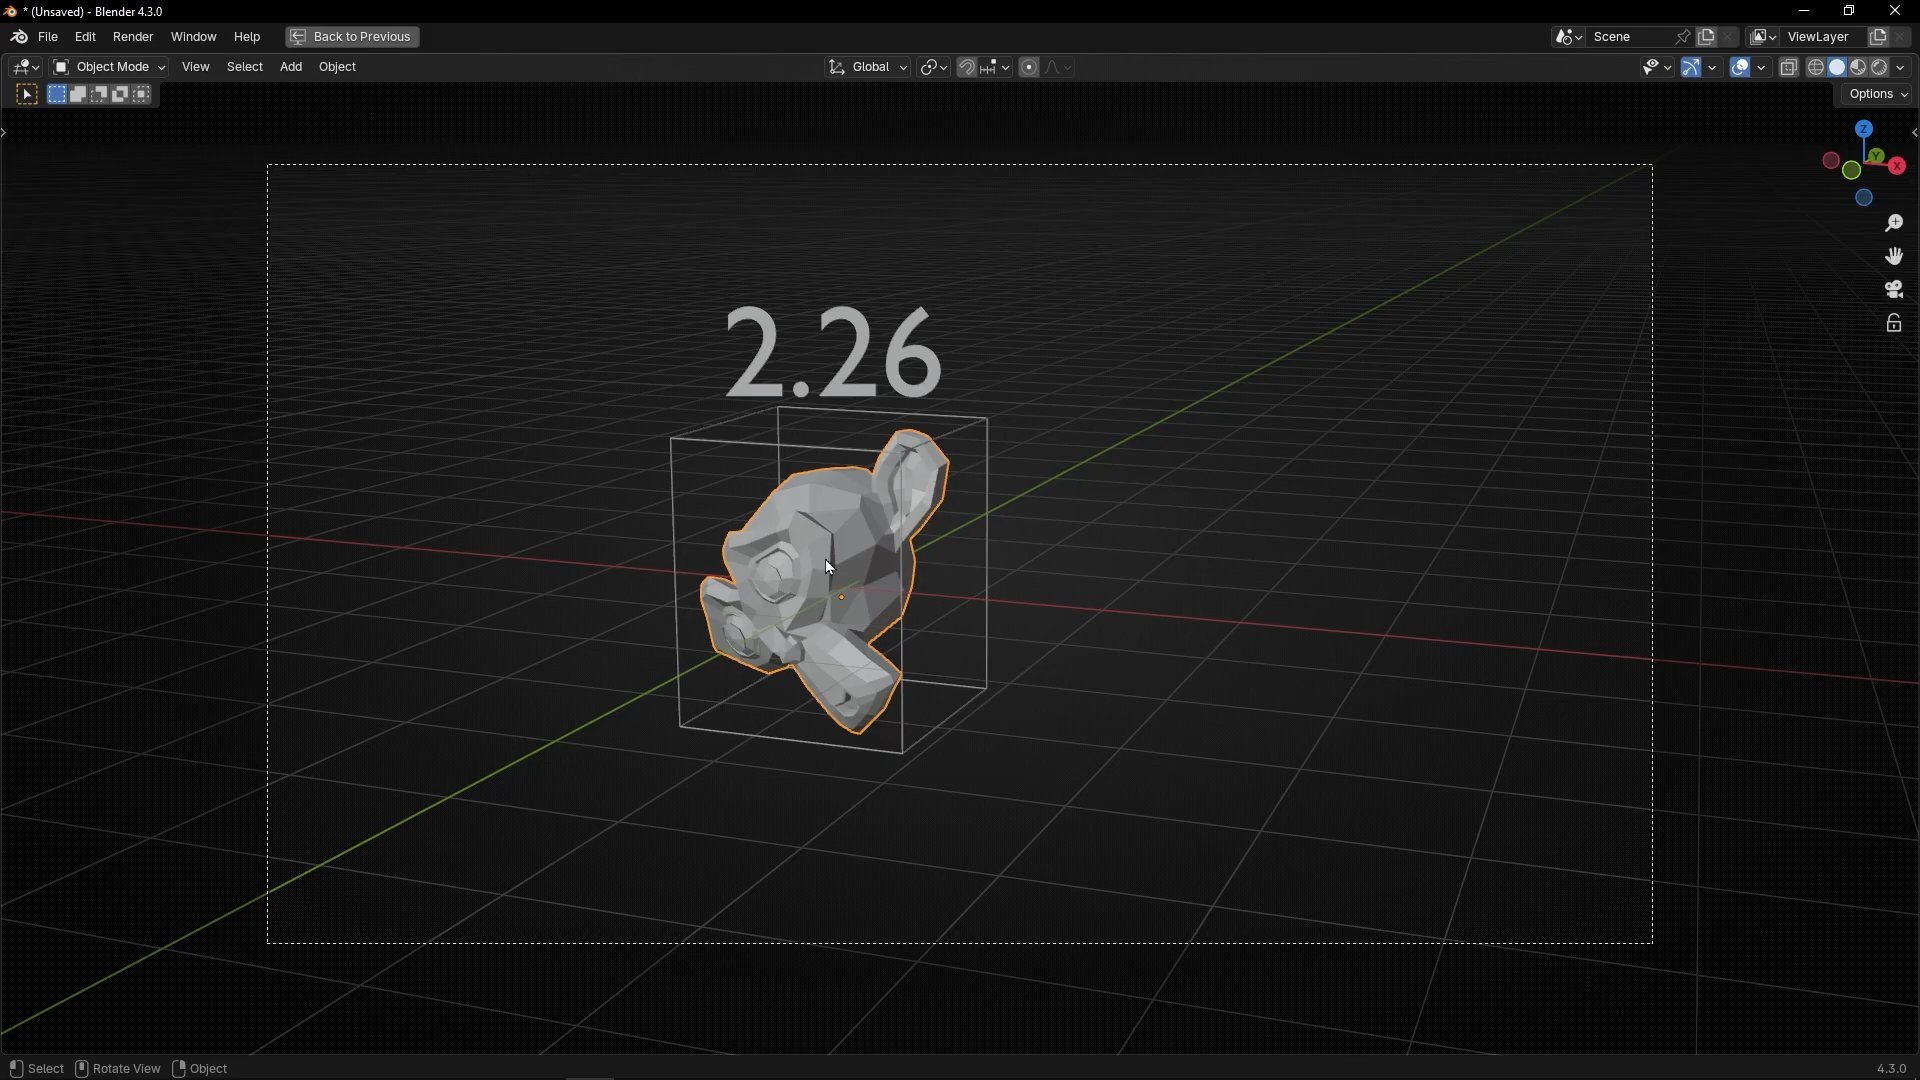 * (Unsaved) - Blender 4.3.0
File Edit Render Window Help Back to Previous Scene ViewLayer
Object Mode View Select Add Object Global
Options
Z
Y
X
2.26
Select Rotate View Object 4.3.0